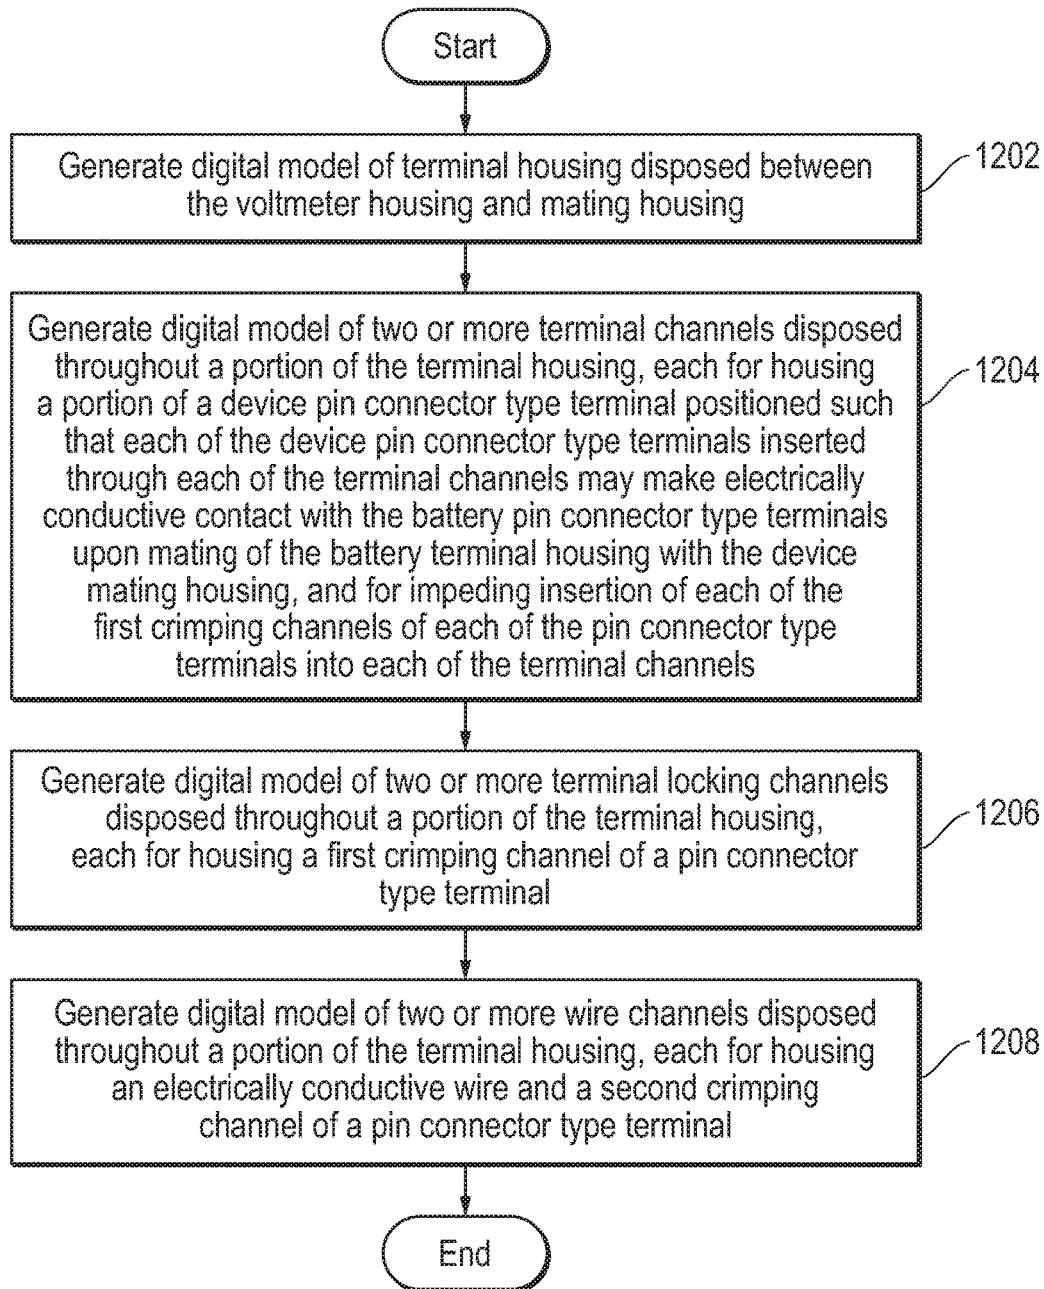 Start
Generate digital model of terminal housing disposed between
the voltmeter housing and mating housing
1202
Generate digital model of two or more terminal channels disposed
throughout a portion of the terminal housing, each for housing
a portion of a device pin connector type terminal positioned such
that each of the device pin connector type terminals inserted
through each of the terminal channels may make electrically
conductive contact with the battery pin connector type terminals
upon mating of the battery terminal housing with the device
mating housing, and for impeding insertion of each of the
first crimping channels of each of the pin connector type
terminals into each of the terminal channels
1204
Generate digital model of two or more terminal locking channels
disposed throughout a portion of the terminal housing,
each for housing a first crimping channel of a pin connector
type terminal
1206
Generate digital model of two or more wire channels disposed
throughout a portion of the terminal housing, each for housing
an electrically conductive wire and a second crimping
channel of a pin connector type terminal
1208
End